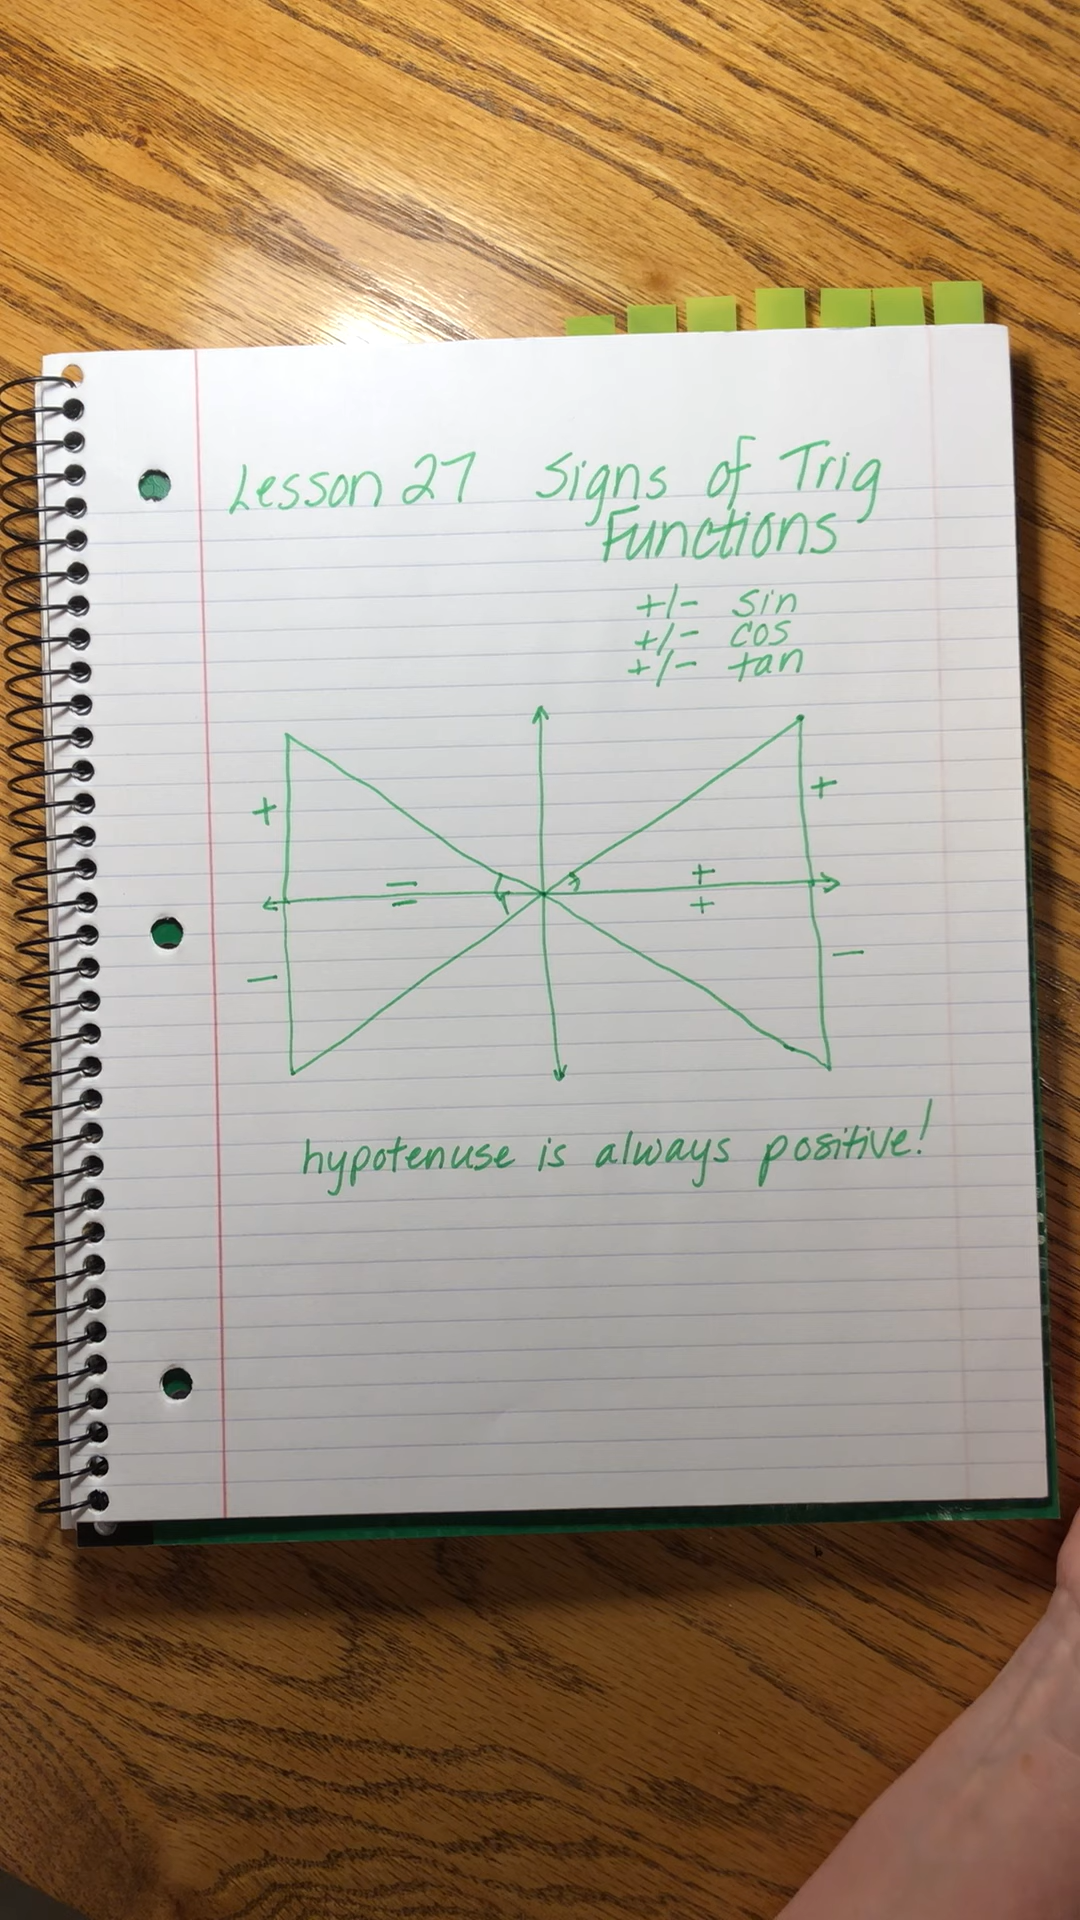 Lesson 27 Signs of Trig
Functions
+/- sin
+/- cos
+/- tan
+ +
+
- -
- +
- -
hypotenuse is always positive!